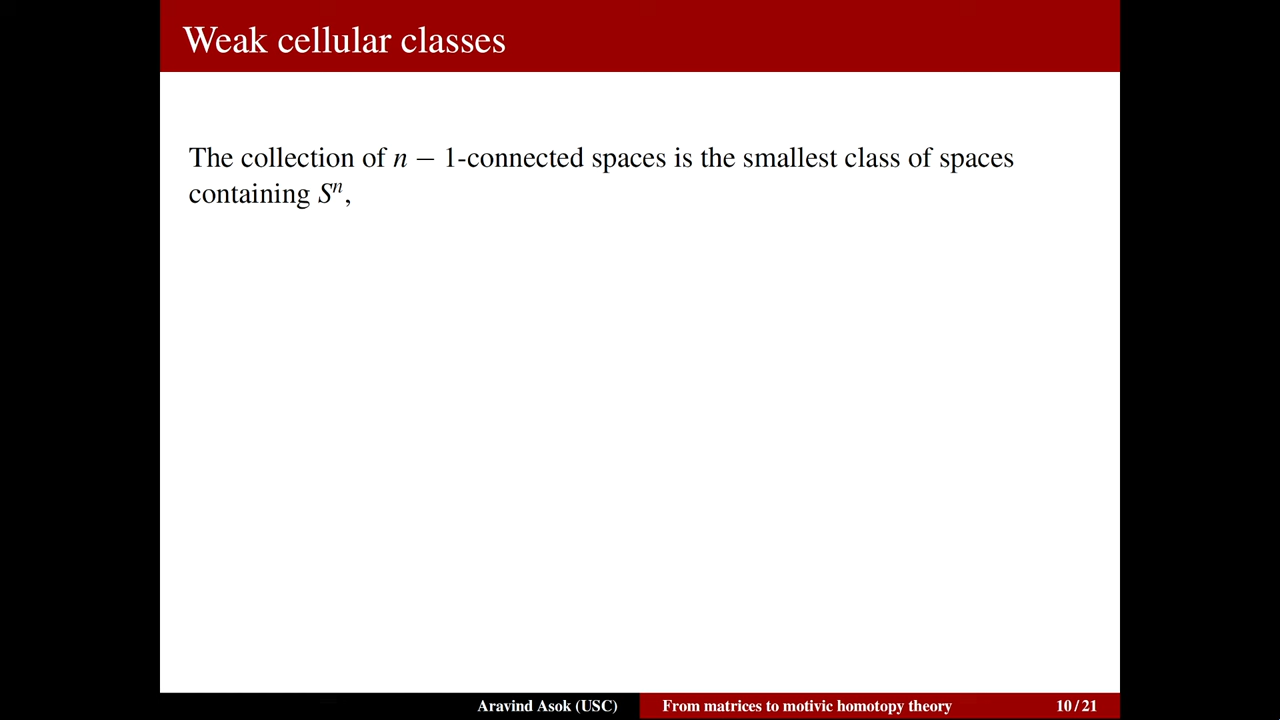 Weak cellular classes
The collection of n − 1-connected spaces is the smallest class of spaces
containing Sⁿ,
Aravind Asok (USC) From matrices to motivic homotopy theory 10 / 21